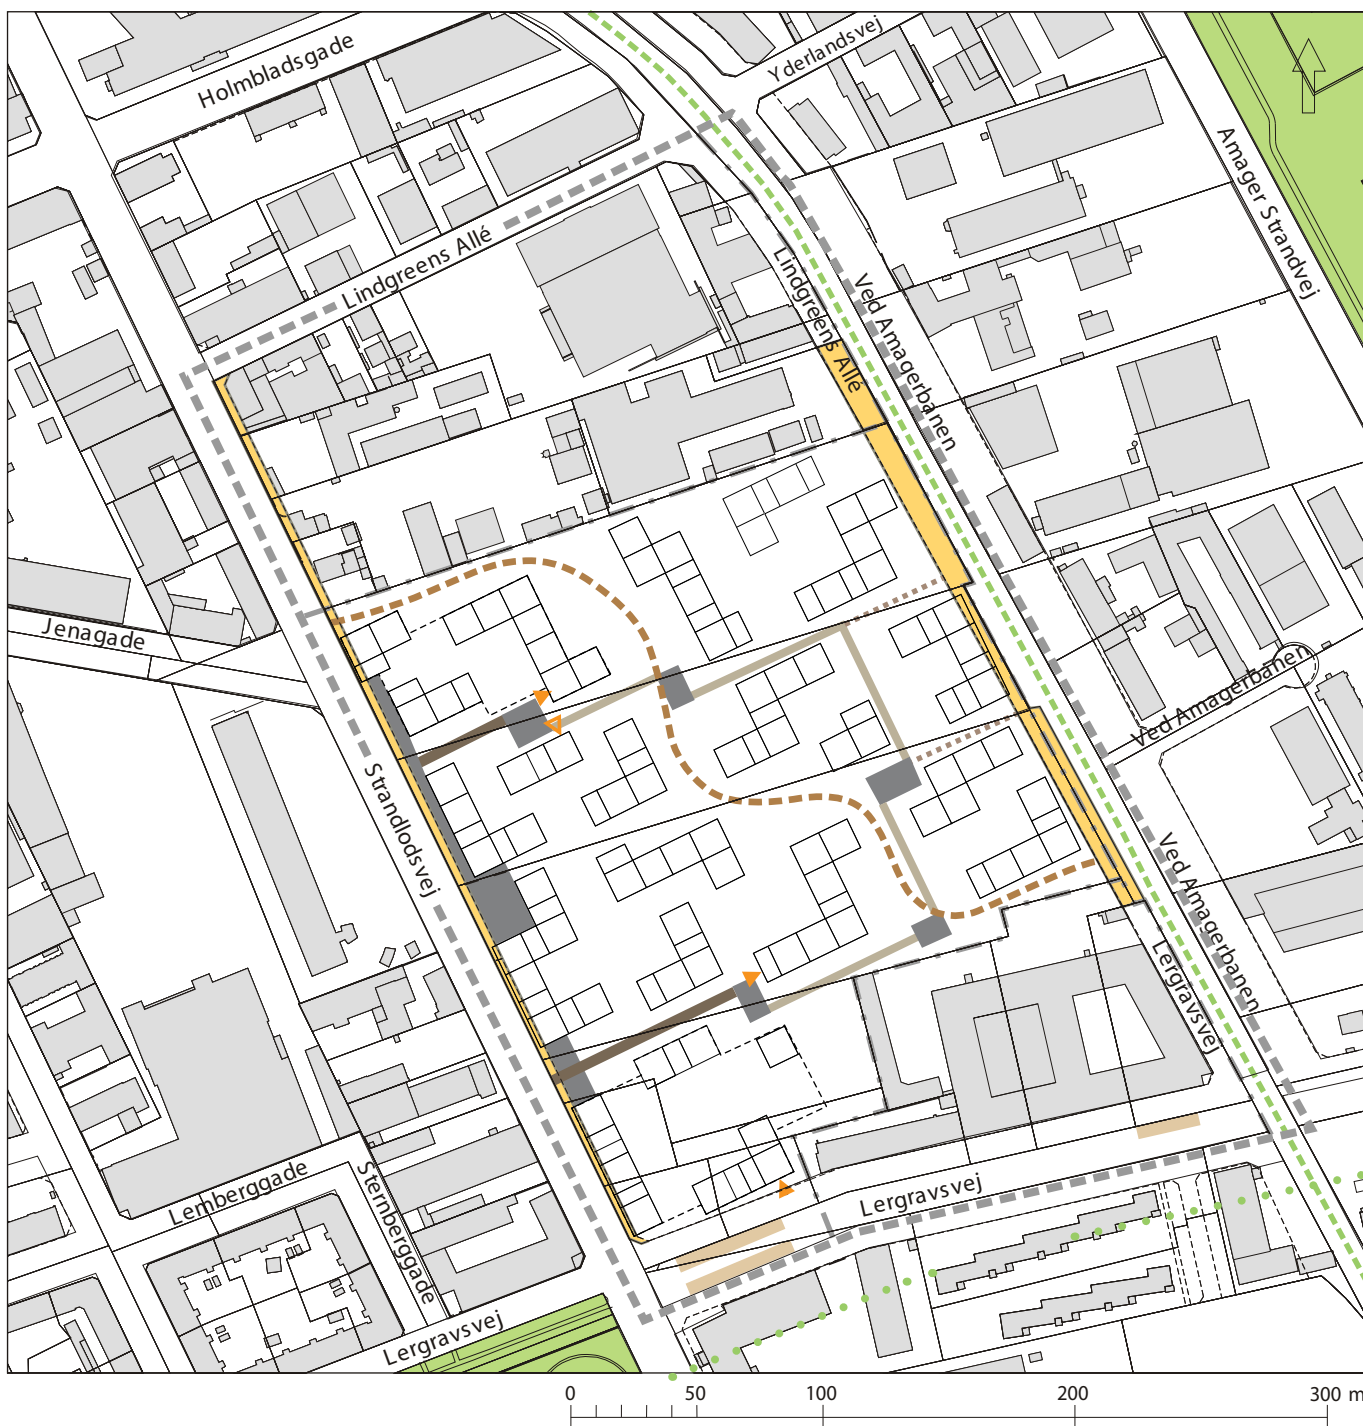 Holmbladsgade
Yderlandsvej
Amager Strandvej
Lindgreens Allé
Lindgreens Allé
Ved Amagerbanen
Jenagade
Ved Amagerbanen
Strandlodsvej
Ved Amagerbanen
Lergravsvej
Lemberggade
Sternberggade
Lergravsvej
Lergravsvej
0 50 100 200 300 m